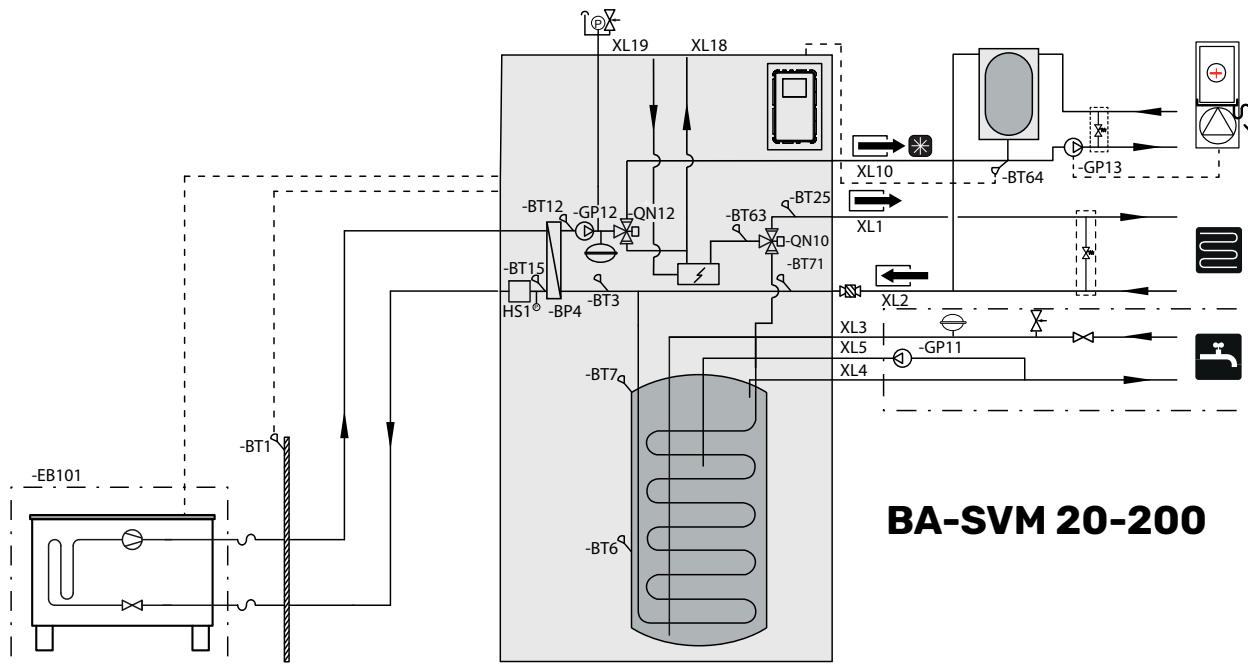 P
XL19 XL18
XL10
-BT64
-GP13
-BT25
XL1
-BT12 -GP12 -QN12
-BT63
-QN10
-BT15
-BT71
HS1 -BP4
-BT3
XL2
XL3
XL5 -GP11
XL4
-BT7
-BT1
-EB101
BA-SVM 20-200
-BT6